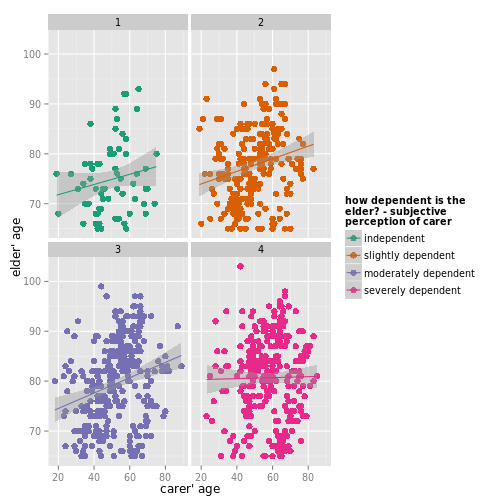 1
2
100
90
80
70
3
4
100
90
80
70
20
40
60
80
20
40
60
80
elder' age
carer' age
how dependent is the
elder? - subjective
perception of carer
independent
slightly dependent
moderately dependent
severely dependent